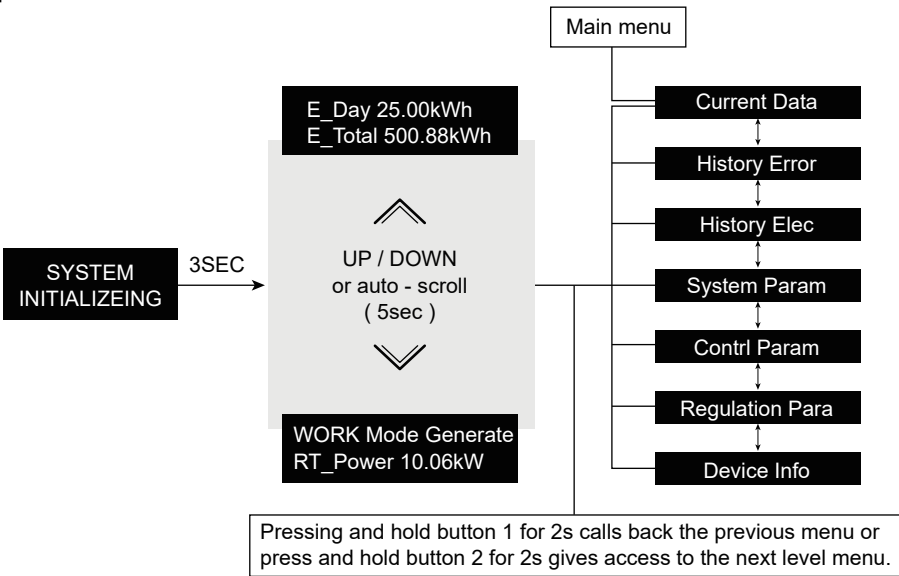 Main menu
E_Day 25.00kWh
E_Total 500.88kWh
Current Data
History Error
History Elec
UP / DOWN
or auto - scroll
( 5sec )
SYSTEM
INITIALIZEING
3SEC
System Param
Contrl Param
Regulation Para
WORK Mode Generate
RT_Power 10.06kW
Device Info
Pressing and hold button 1 for 2s calls back the previous menu or
press and hold button 2 for 2s gives access to the next level menu.